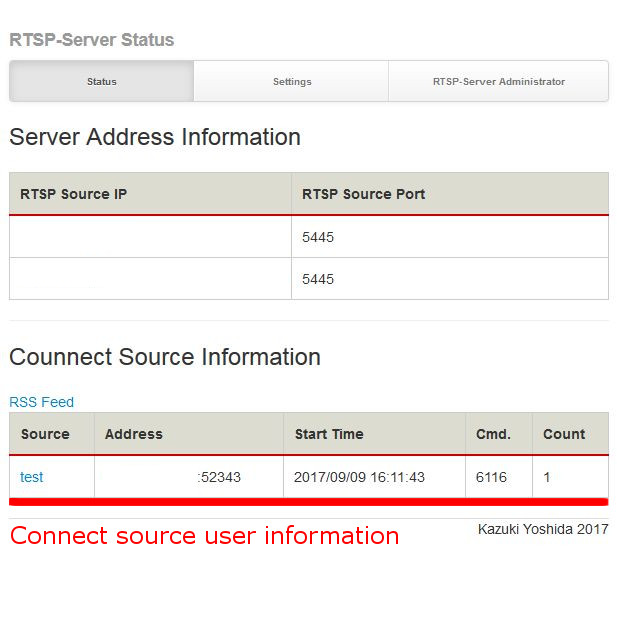 RTSP-Server Status
Status Settings RTSP-Server Administrator
Server Address Information
RTSP Source IP RTSP Source Port
5445
5445
Counnect Source Information
RSS Feed
Source Address Start Time Cmd. Count
test :52343 2017/09/09 16:11:43 6116 1
Connect source user information
Kazuki Yoshida 2017